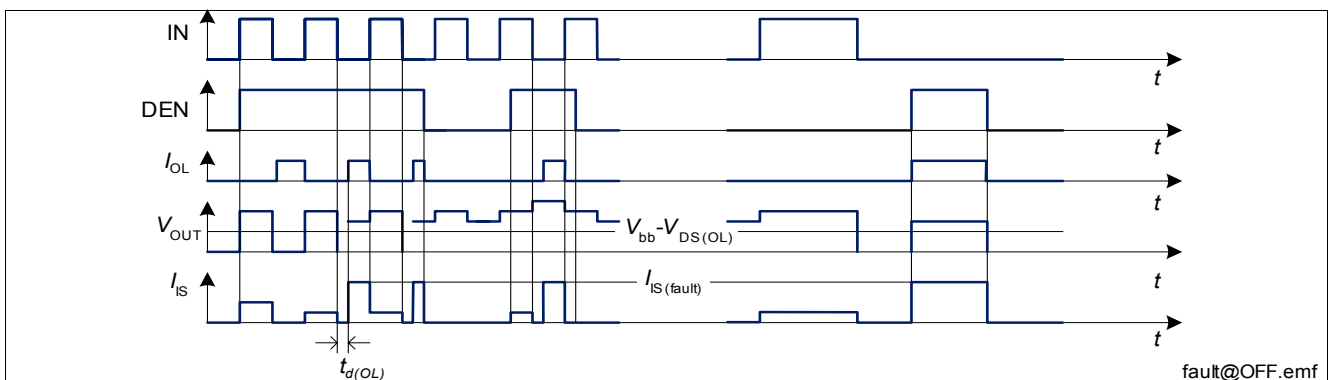 IN
t
DEN
t
I_OL
t
V_OUT
V_bb-V_DS(OL)
t
I_IS
I_IS(fault)
t
t_d(OL)
fault@OFF.emf